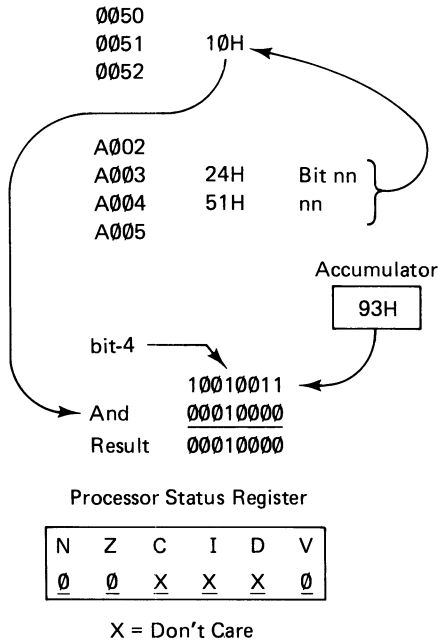 0050
0051 10H
0052
A002
A003 24H Bit nn
A004 51H nn
A005
Accumulator
93H
bit-4
10010011
And 00010000
Result 00010000
Processor Status Register
N Z C I D V
0 0 X X X 0
X = Don't Care